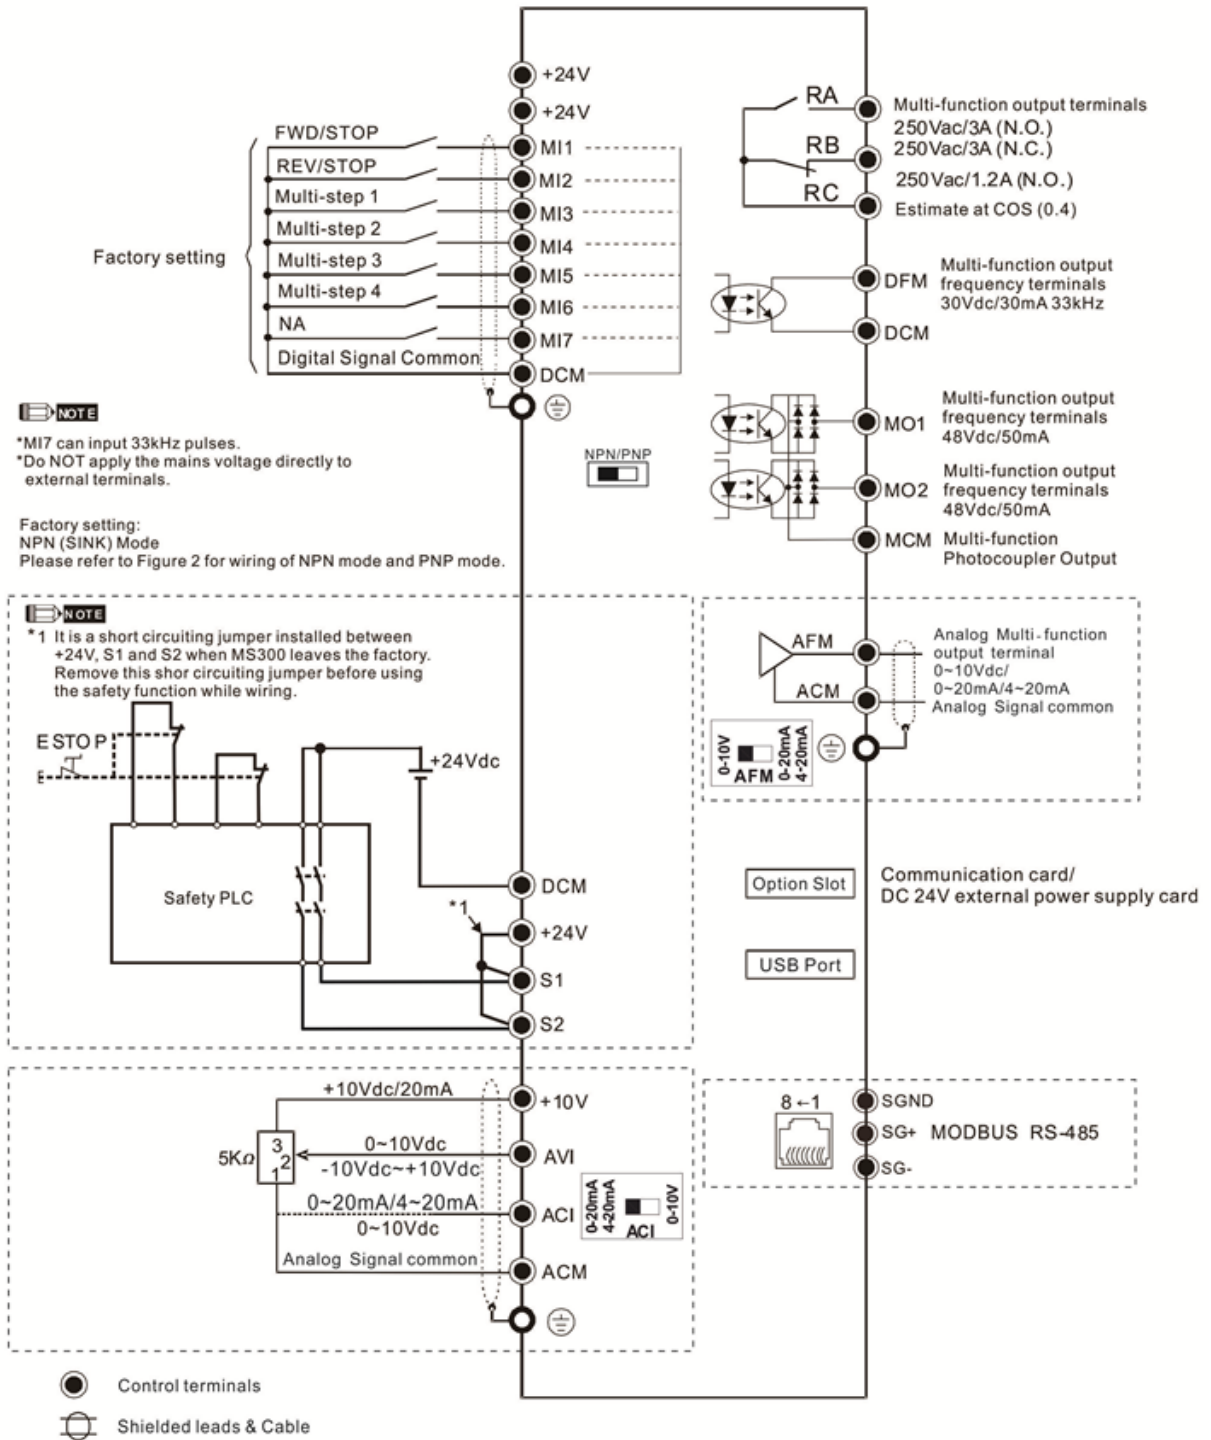 +24V
+24V
FWD/STOP
MI1
REV/STOP
MI2
Multi-step 1
MI3
Multi-step 2
MI4
Factory setting
Multi-step 3
MI5
Multi-step 4
MI6
NA
MI7
Digital Signal Common
DCM
NOTE
*MI7 can input 33kHz pulses.
*Do NOT apply the mains voltage directly to
external terminals.
NPN/PNP
Factory setting:
NPN (SINK) Mode
Please refer to Figure 2 for wiring of NPN mode and PNP mode.
RA
Multi-function output terminals
250Vac/3A (N.O.)
RB
250Vac/3A (N.C.)
250Vac/1.2A (N.O.)
RC
Estimate at COS (0.4)
DFM
Multi-function output
frequency terminals
30Vdc/30mA 33kHz
DCM
MO1
Multi-function output
frequency terminals
48Vdc/50mA
MO2
Multi-function output
frequency terminals
48Vdc/50mA
MCM
Multi-function
Photocoupler Output
NOTE
*1 It is a short circuiting jumper installed between
+24V, S1 and S2 when MS300 leaves the factory.
Remove this shor circuiting jumper before using
the safety function while wiring.
ESTOP
E
+24Vdc
Safety PLC
DCM
*1
+24V
S1
S2
AFM
Analog Multi-function
output terminal
0~10Vdc/
0~20mA/4~20mA
ACM
Analog Signal common
0-10V
AFM
0-20mA
4-20mA
Option Slot
Communication card/
DC 24V external power supply card
USB Port
+10Vdc/20mA
+10V
5KΩ
3
2
1
0~10Vdc
-10Vdc~+10Vdc
AVI
0~20mA/4~20mA
0~10Vdc
ACI
0-20mA
4-20mA
ACI
0-10V
Analog Signal common
ACM
8←1
SGND
SG+
MODBUS RS-485
SG-
Control terminals
Shielded leads & Cable